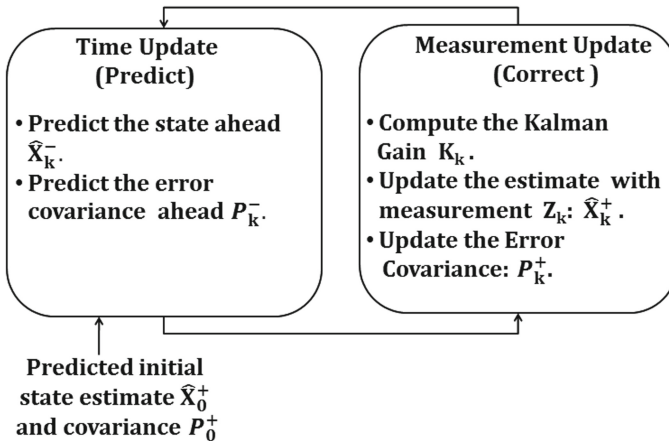 Time Update
(Predict)
• Predict the state ahead
X̂ₖ⁻.
• Predict the error
covariance ahead Pₖ⁻.
Measurement Update
(Correct )
• Compute the Kalman
Gain Kₖ.
• Update the estimate with
measurement Zₖ: X̂ₖ⁺.
• Update the Error
Covariance: Pₖ⁺.
Predicted initial
state estimate X̂₀⁺
and covariance P₀⁺